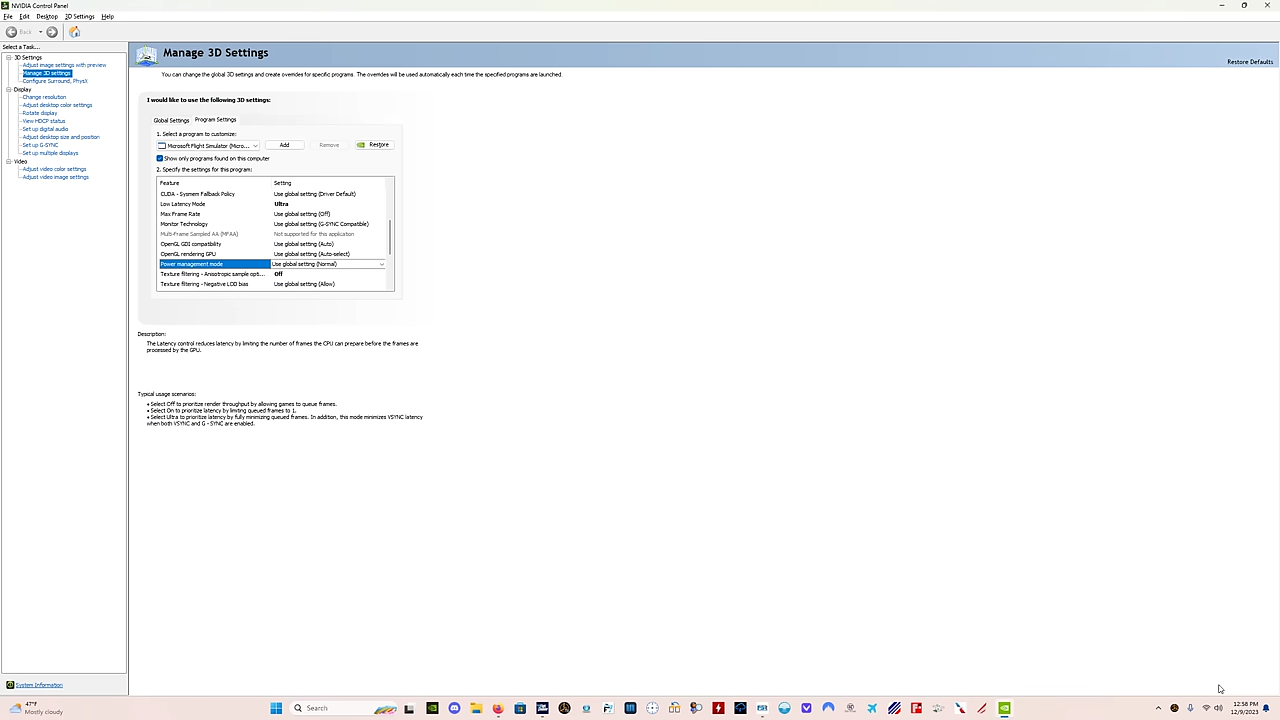 NVIDIA Control Panel
File Edit Desktop 3D Settings Help
Back
Select a Task...
3D Settings
Adjust image settings with preview
Manage 3D settings
Configure Surround, PhysX
Display
Change resolution
Adjust desktop color settings
Rotate display
View HDCP status
Set up digital audio
Adjust desktop size and position
Set up G-SYNC
Set up multiple displays
Video
Adjust video color settings
Adjust video image settings
System Information
Manage 3D Settings
Restore Defaults
You can change the global 3D settings and create overrides for specific programs. The overrides will be used automatically each time the specified programs are launched.
I would like to use the following 3D settings:
Global Settings Program Settings
1. Select a program to customize:
Microsoft Flight Simulator (Micro... Add Remove Restore
Show only programs found on this computer
2. Specify the settings for this program:
Feature Setting
CUDA - Sysmem Fallback Policy Use global setting (Driver Default)
Low Latency Mode Ultra
Max Frame Rate Use global setting (Off)
Monitor Technology Use global setting (G-SYNC Compatible)
Multi-Frame Sampled AA (MFAA) Not supported for this application
OpenGL GDI compatibility Use global setting (Auto)
OpenGL rendering GPU Use global setting (Auto-select)
Power management mode Use global setting (Normal)
Texture filtering - Anisotropic sample opti... Off
Texture filtering - Negative LOD bias Use global setting (Allow)
Description:
The Latency control reduces latency by limiting the number of frames the CPU can prepare before the frames are
processed by the GPU.
Typical usage scenarios:
• Select Off to prioritize render throughput by allowing games to queue frames.
• Select On to prioritize latency by limiting queued frames to 1.
• Select Ultra to prioritize latency by fully minimizing queued frames. In addition, this mode minimizes VSYNC latency
when both VSYNC and G - SYNC are enabled.
47°F
Mostly cloudy
Search
12:58 PM
12/9/2023